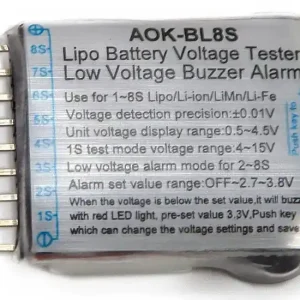 AOK-BL8S
Lipo Battery Voltage Tester
Low Voltage Buzzer Alarm
Use for 1~8S Lipo/Li-ion/LiMn/Li-Fe
Voltage detection precision:±0.01V
Unit voltage display range:0.5~4.5V
1S test mode voltage range:4~15V
Low voltage alarm mode for 2~8S
Alarm set value range:OFF~2.7~3.8V
When the voltage is below the set value,it will buzz
with red LED light, pre-set value 3.3V,Push key
which can change the voltage settings and save
8S
7S
6S
5S
4S
3S
2S
1S
Push key to